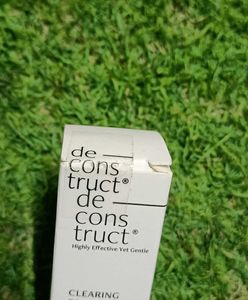 de
cons
truct®
de
cons
truct®
Highly Effective Yet Gentle
CLEARING